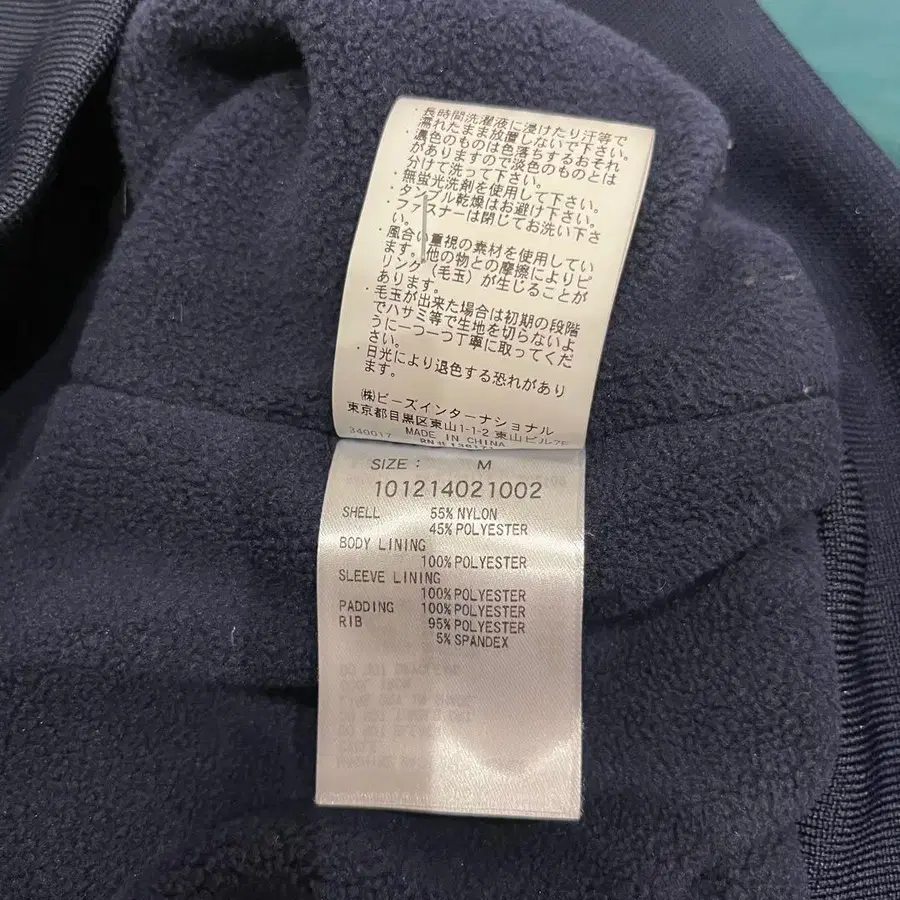 ・長時間洗濯液に浸けたり汗等で
濡れたまま放置しないで下さい。
・濃色のものは色落ちするおそれ
がありますので淡色のものとは
分けて洗って下さい。
・無蛍光洗剤を使用して下さい。
・タンブル乾燥はお避け下さい。
・ファスナーは閉じてお洗い下さ
い。
・風合い重視の素材を使用してい
ます。他の物との摩擦によりピ
リング(毛玉)が生じることが
あります。
・毛玉が出来た場合は初期の段階
でハサミ等で生地を切らないよ
うに一つ一つ丁寧に取ってくだ
さい。
・日光により退色する恐れがあり
ます。
㈱ビーズインターナショナル
東京都目黒区東山1-1-2 東山ビル7F
340017 MADE IN CHINA
SIZE : M
101214021002
SHELL 55% NYLON
45% POLYESTER
BODY LINING
100% POLYESTER
SLEEVE LINING
100% POLYESTER
PADDING 100% POLYESTER
RIB 95% POLYESTER
5% SPANDEX